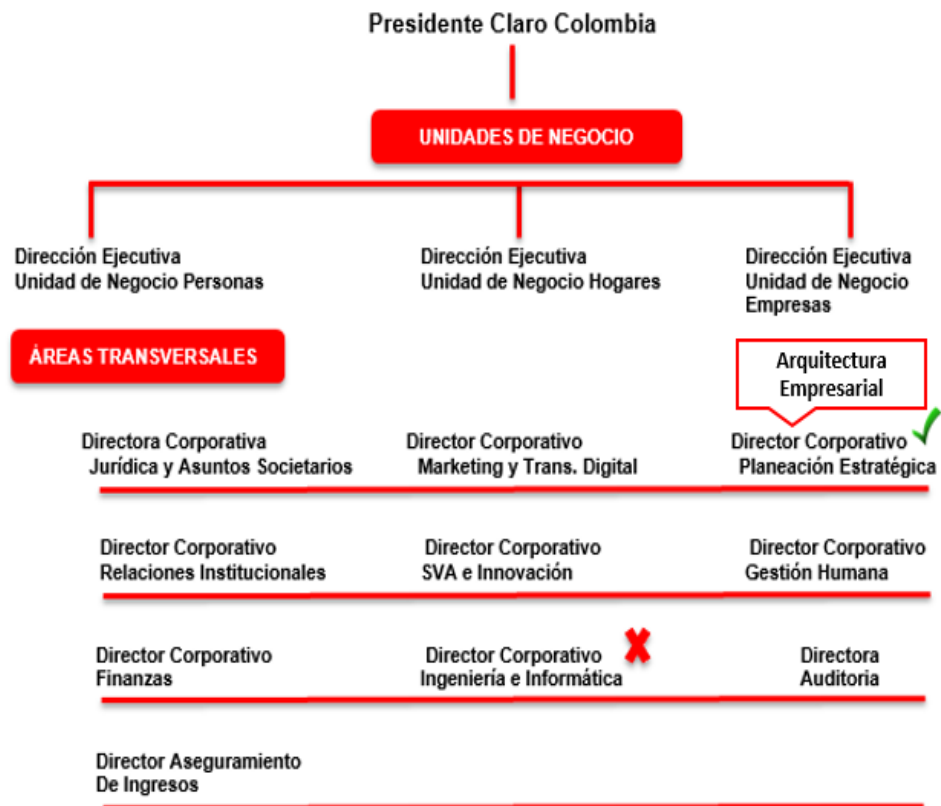 Presidente Claro Colombia
UNIDADES DE NEGOCIO
Dirección Ejecutiva
Unidad de Negocio Personas
Dirección Ejecutiva
Unidad de Negocio Hogares
Dirección Ejecutiva
Unidad de Negocio
Empresas
ÁREAS TRANSVERSALES
Arquitectura
Empresarial
Directora Corporativa
Jurídica y Asuntos Societarios
Director Corporativo
Marketing y Trans. Digital
Director Corporativo
Planeación Estratégica
Director Corporativo
Relaciones Institucionales
Director Corporativo
SVA e Innovación
Director Corporativo
Gestión Humana
Director Corporativo
Finanzas
Director Corporativo
Ingeniería e Informática
Directora
Auditoria
Director Aseguramiento
De Ingresos